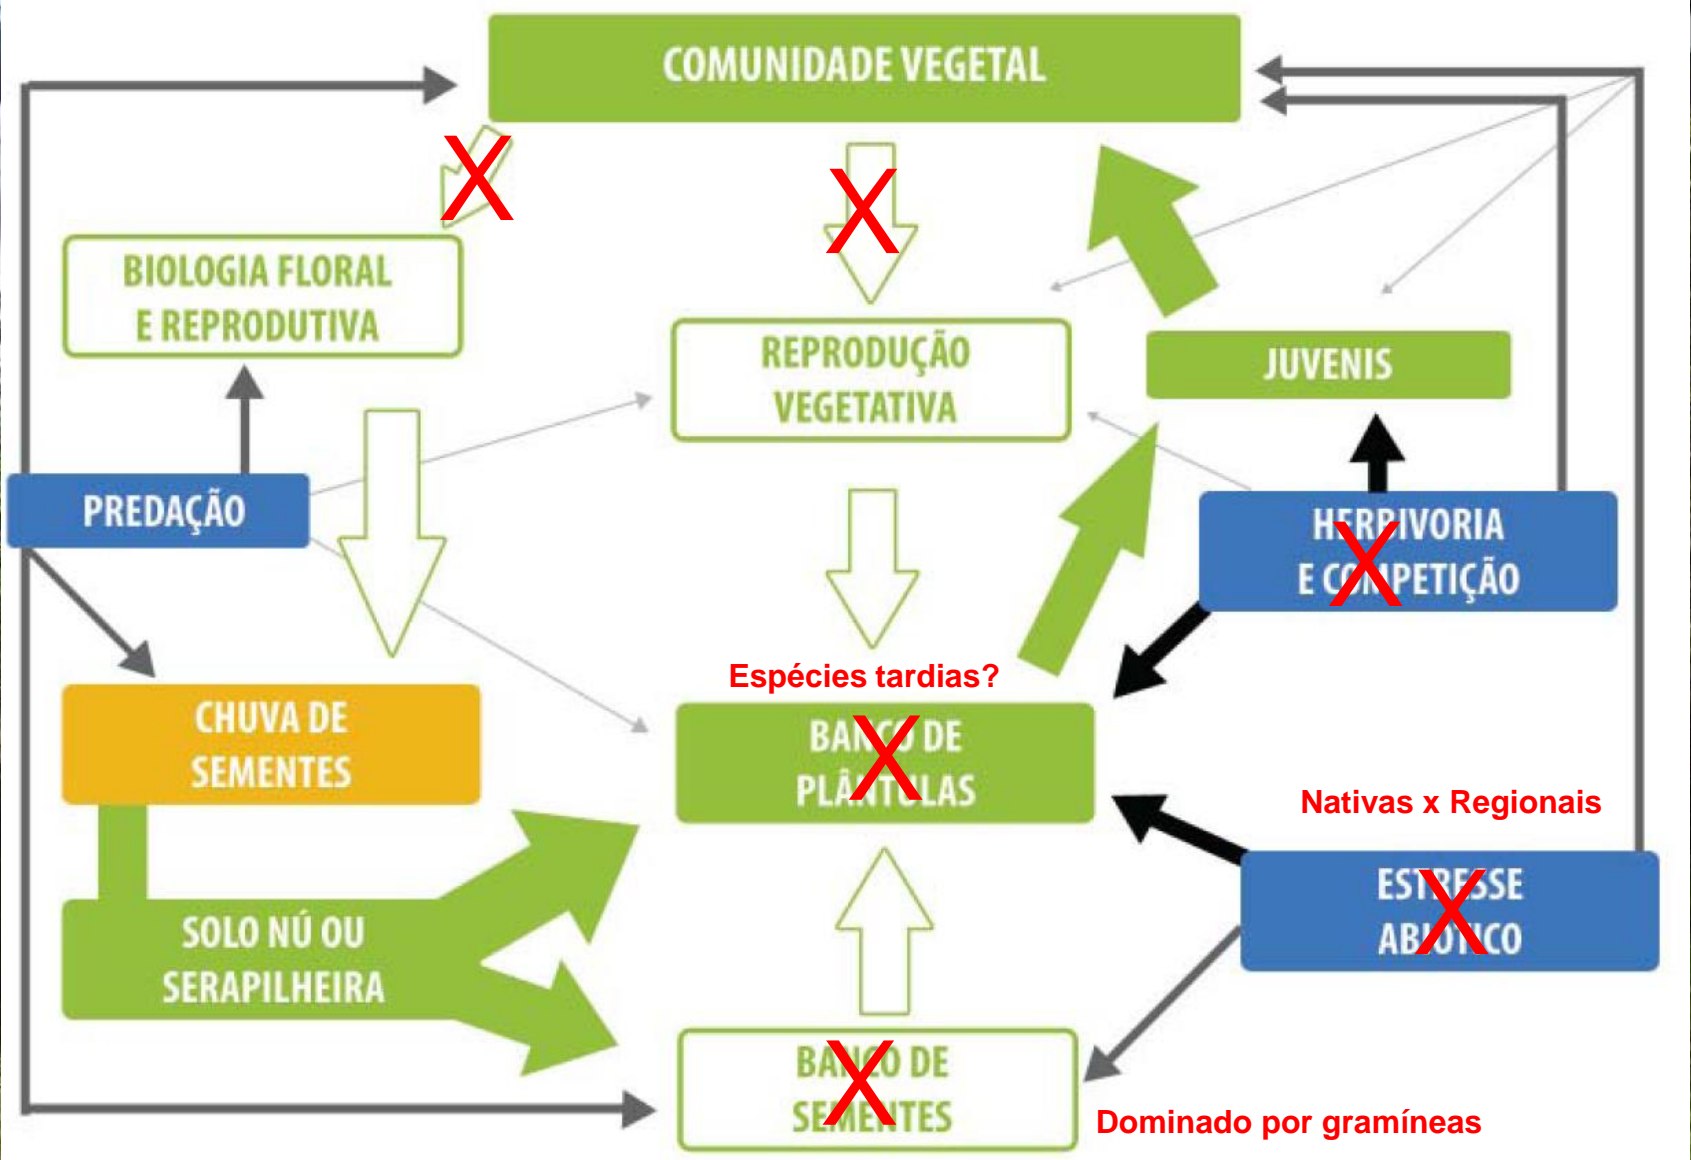 COMUNIDADE VEGETAL
BIOLOGIA FLORAL
E REPRODUTIVA
REPRODUÇÃO
VEGETATIVA
JUVENIS
PREDAÇÃO
HERBIVORIA
E COMPETIÇÃO
Espécies tardias?
CHUVA DE
SEMENTES
BANCO DE
PLÂNTULAS
Nativas x Regionais
ESTRESSE
ABIÓTICO
SOLO NÚ OU
SERAPILHEIRA
BANCO DE
SEMENTES
Dominado por gramíneas